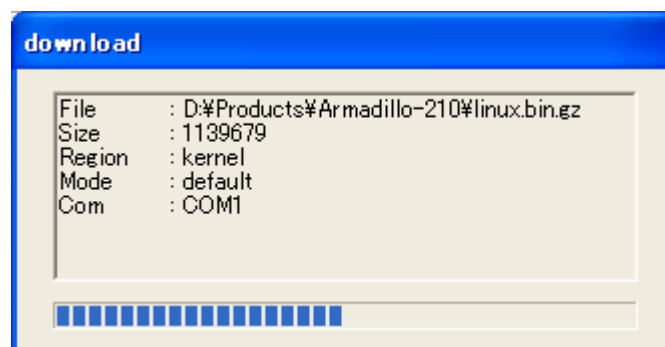 download
File : D:¥Products¥Armadillo-210¥linux.bin.gz
Size : 1139679
Region : kernel
Mode : default
Com : COM1